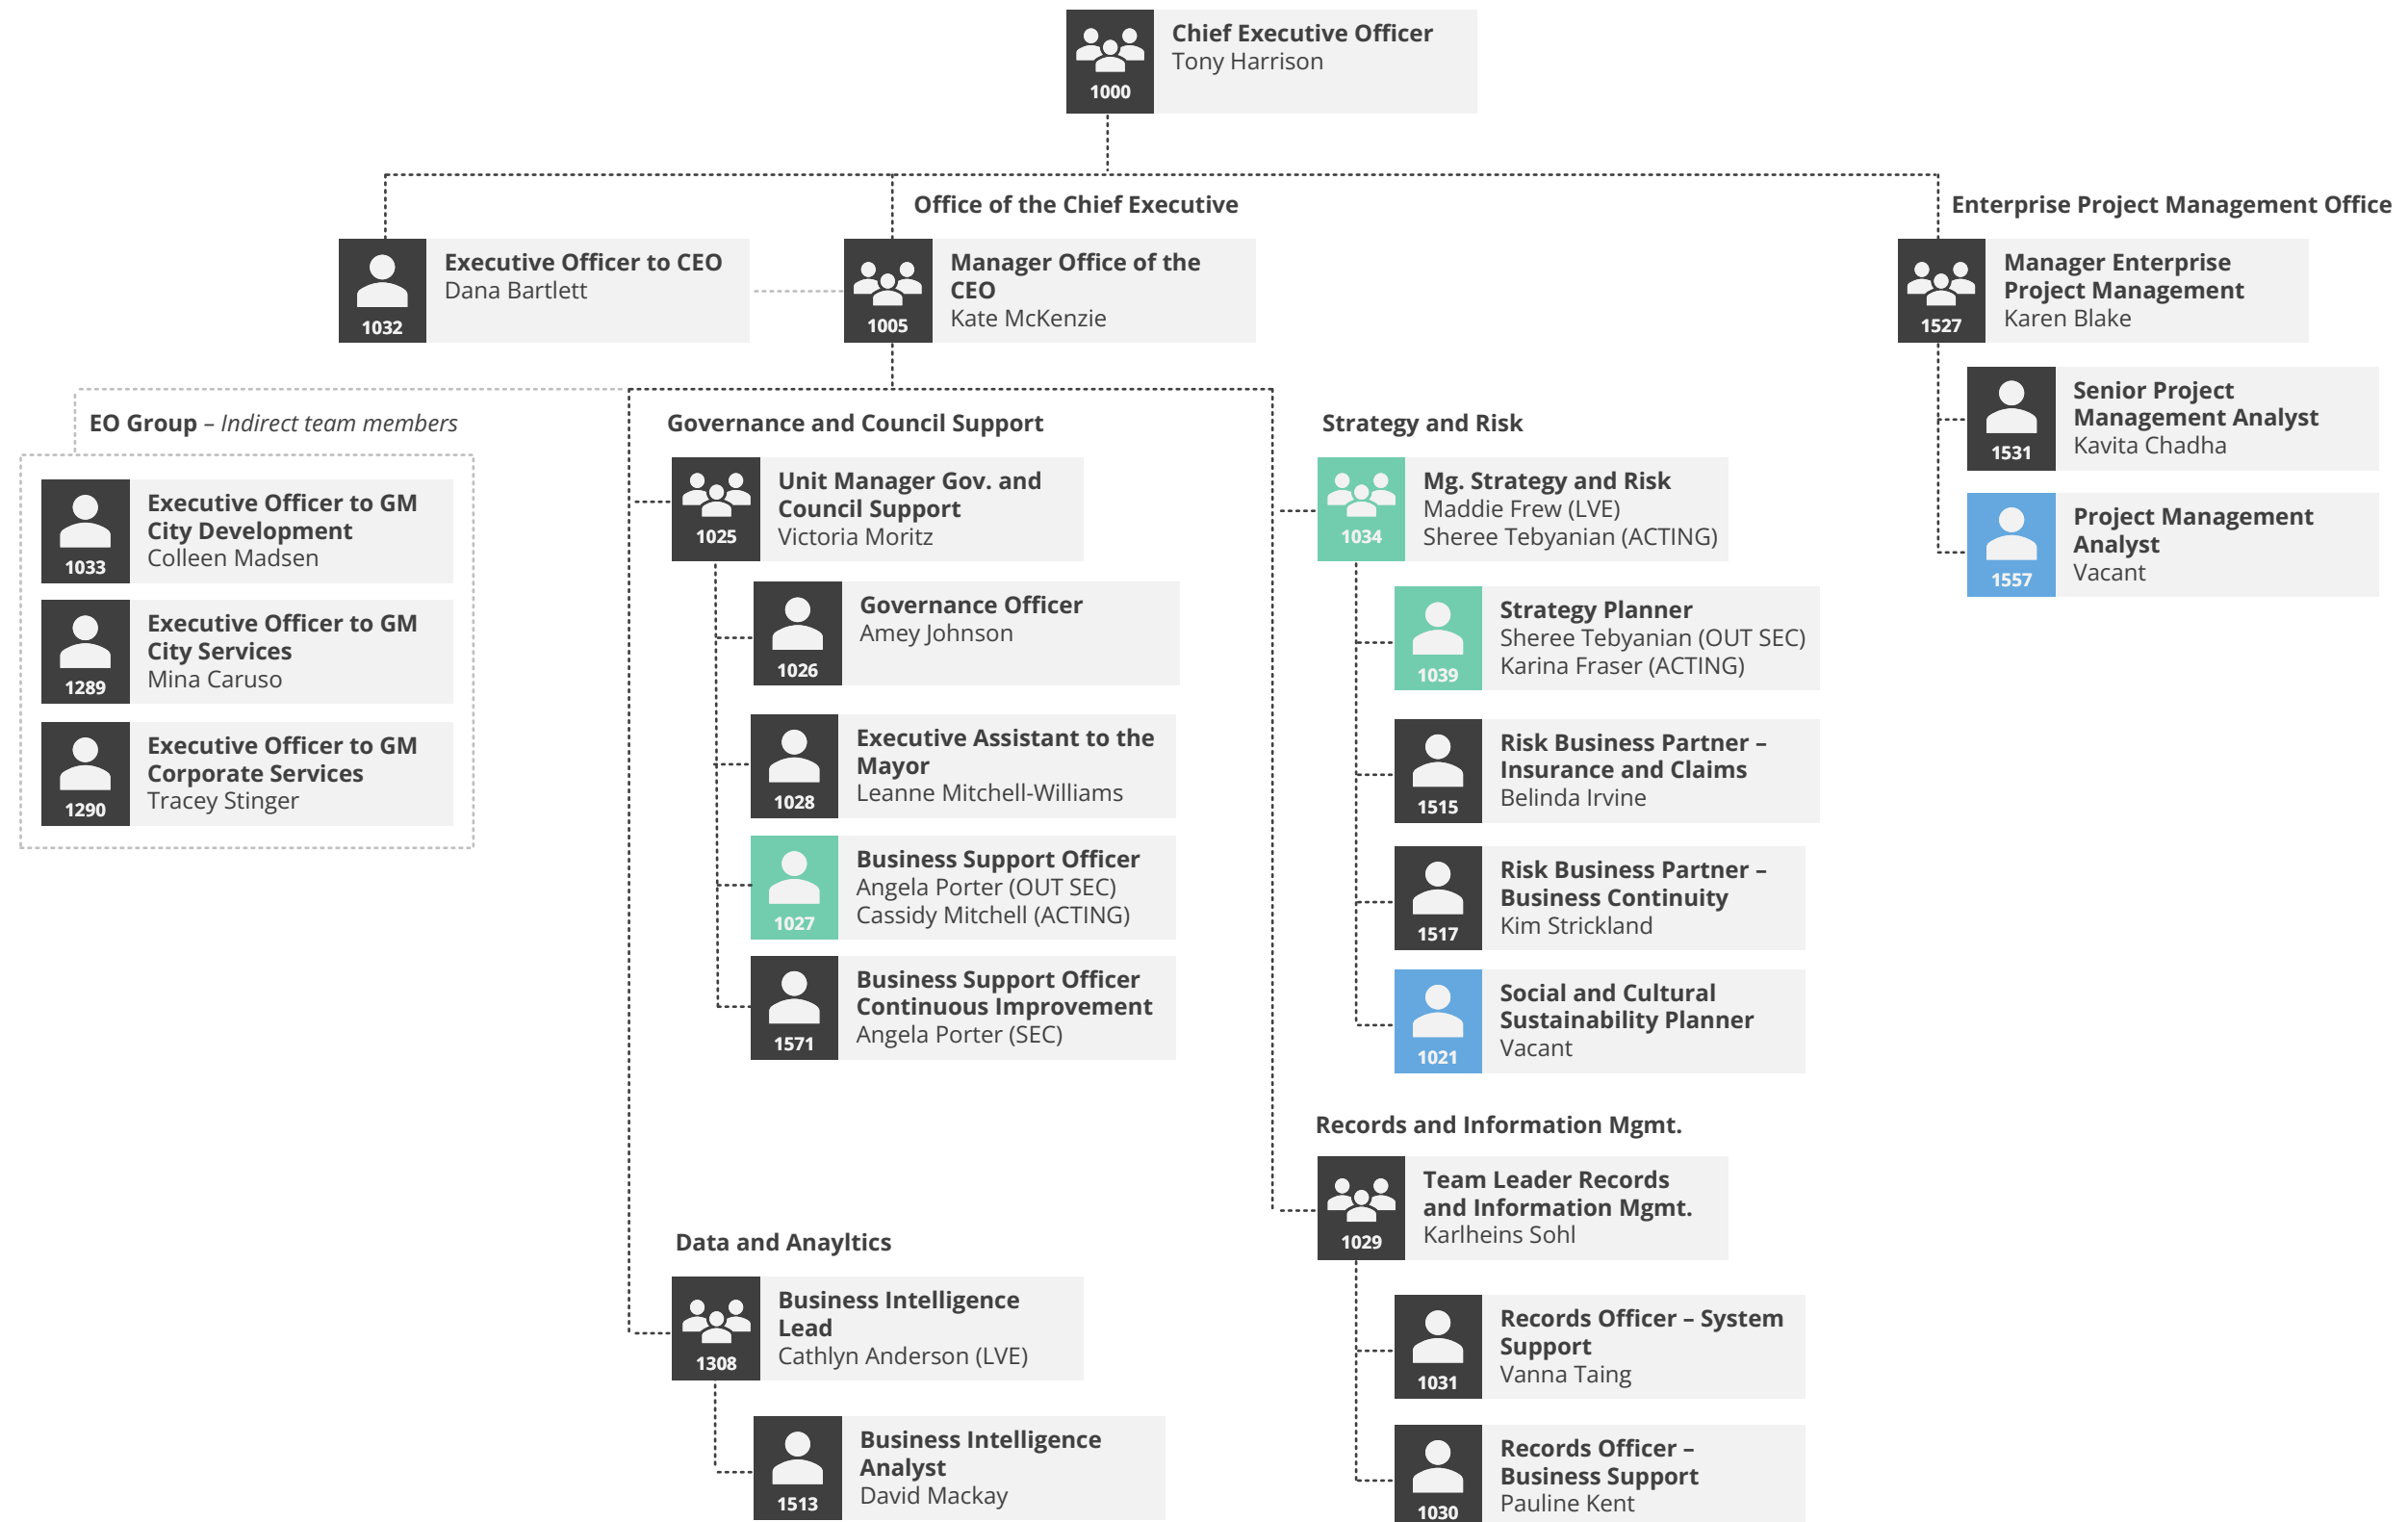 Chief Executive Officer
Tony Harrison
1000
Office of the Chief Executive
Enterprise Project Management Office
Executive Officer to CEO
Dana Bartlett
1032
Manager Office of the
CEO
Kate McKenzie
1005
Manager Enterprise
Project Management
Karen Blake
1527
Senior Project
Management Analyst
Kavita Chadha
1531
Project Management
Analyst
Vacant
1557
EO Group – Indirect team members
Executive Officer to GM
City Development
Colleen Madsen
1033
Executive Officer to GM
City Services
Mina Caruso
1289
Executive Officer to GM
Corporate Services
Tracey Stinger
1290
Governance and Council Support
Unit Manager Gov. and
Council Support
Victoria Moritz
1025
Governance Officer
Amey Johnson
1026
Executive Assistant to the
Mayor
Leanne Mitchell-Williams
1028
Business Support Officer
Angela Porter (OUT SEC)
Cassidy Mitchell (ACTING)
1027
Business Support Officer
Continuous Improvement
Angela Porter (SEC)
1571
Data and Anayltics
Business Intelligence
Lead
Cathlyn Anderson (LVE)
1308
Business Intelligence
Analyst
David Mackay
1513
Strategy and Risk
Mg. Strategy and Risk
Maddie Frew (LVE)
Sheree Tebyanian (ACTING)
1034
Strategy Planner
Sheree Tebyanian (OUT SEC)
Karina Fraser (ACTING)
1039
Risk Business Partner –
Insurance and Claims
Belinda Irvine
1515
Risk Business Partner –
Business Continuity
Kim Strickland
1517
Social and Cultural
Sustainability Planner
Vacant
1021
Records and Information Mgmt.
Team Leader Records
and Information Mgmt.
Karlheins Sohl
1029
Records Officer – System
Support
Vanna Taing
1031
Records Officer –
Business Support
Pauline Kent
1030